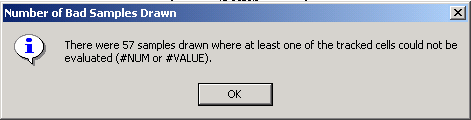 Number of Bad Samples Drawn
There were 57 samples drawn where at least one of the tracked cells could not be
evaluated (#NUM or #VALUE).
OK